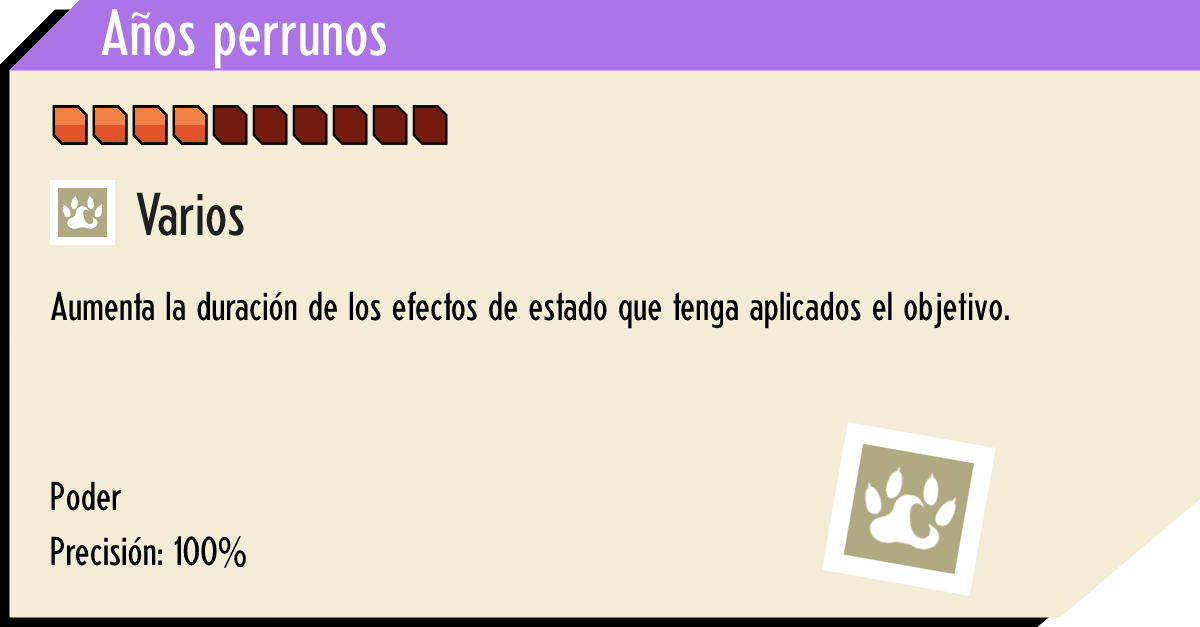 Años perrunos
Varios
Aumenta la duración de los efectos de estado que tenga aplicados el objetivo.
Poder
Precisión: 100%